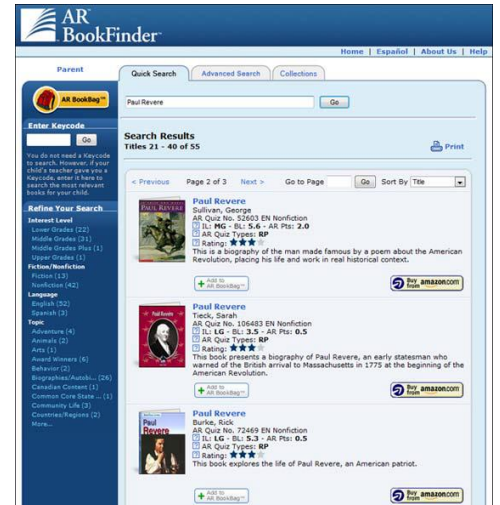 AR
BookFinder
Home | Español | About Us | Help
Parent
AR BookBag™
Enter Keycode
Go
You do not need a Keycode
to search. However, if your
child's teacher gave you a
Keycode, enter it here to
search the most relevant
books for your child.
Refine Your Search
Interest Level
Lower Grades (22)
Middle Grades (31)
Middle Grades Plus (1)
Upper Grades (1)
Fiction/Nonfiction
Fiction (13)
Nonfiction (42)
Language
English (52)
Spanish (3)
Topic
Adventure (4)
Animals (2)
Arts (1)
Award Winners (6)
Behavior (2)
Biographies/Autobi... (26)
Canadian Content (1)
Common Core State ... (1)
Community Life (3)
Countries/Regions (2)
More...
Quick Search Advanced Search Collections
Paul Revere Go
Search Results
Titles 21 - 40 of 55
Print
< Previous Page 2 of 3 Next > Go to Page Go Sort By Title
PAUL REVERE
Paul Revere
Sullivan, George
AR Quiz No. 52603 EN Nonfiction
IL: MG - BL: 5.6 - AR Pts: 2.0
AR Quiz Types: RP
Rating:
This is a biography of the man made famous by a poem about the American
Revolution, placing his life and work in real historical context.
Add to
AR BookBag™
Buy from amazon.com
Paul Revere
Paul Revere
Tieck, Sarah
AR Quiz No. 106483 EN Nonfiction
IL: LG - BL: 3.5 - AR Pts: 0.5
AR Quiz Types: RP
Rating:
This book presents a biography of Paul Revere, an early statesman who
warned of the British arrival to Massachusetts in 1775 at the beginning of the
American Revolution.
Add to
AR BookBag™
Buy from amazon.com
Paul
Revere
Paul Revere
Burke, Rick
AR Quiz No. 72469 EN Nonfiction
IL: LG - BL: 5.3 - AR Pts: 0.5
AR Quiz Types: RP
Rating:
This book explores the life of Paul Revere, an American patriot.
Add to
AR BookBag™
Buy from amazon.com